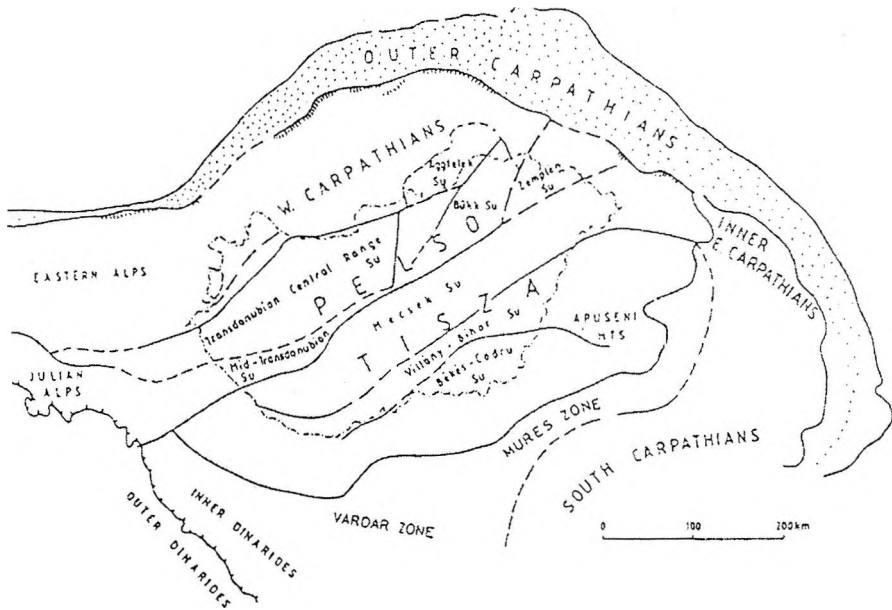 OUTER CARPATHIANS
W. CARPATHIANS
Aggtelek
Su
Zemplén
Su
Bükk Su
INNER
E. CARPATHIANS
EASTERN ALPS
Transdanubian Central Range
Su
PELSO
Mecsek Su
TISZA
Mid-Transdanubian
Su
Villány-Bihor Su
Békés-Codru
Su
APUSENI
MTS
JULIAN
ALPS
MURES ZONE
SOUTH CARPATHIANS
INNER DINARIDES
OUTER DINARIDES
VARDAR ZONE
0 100 200km